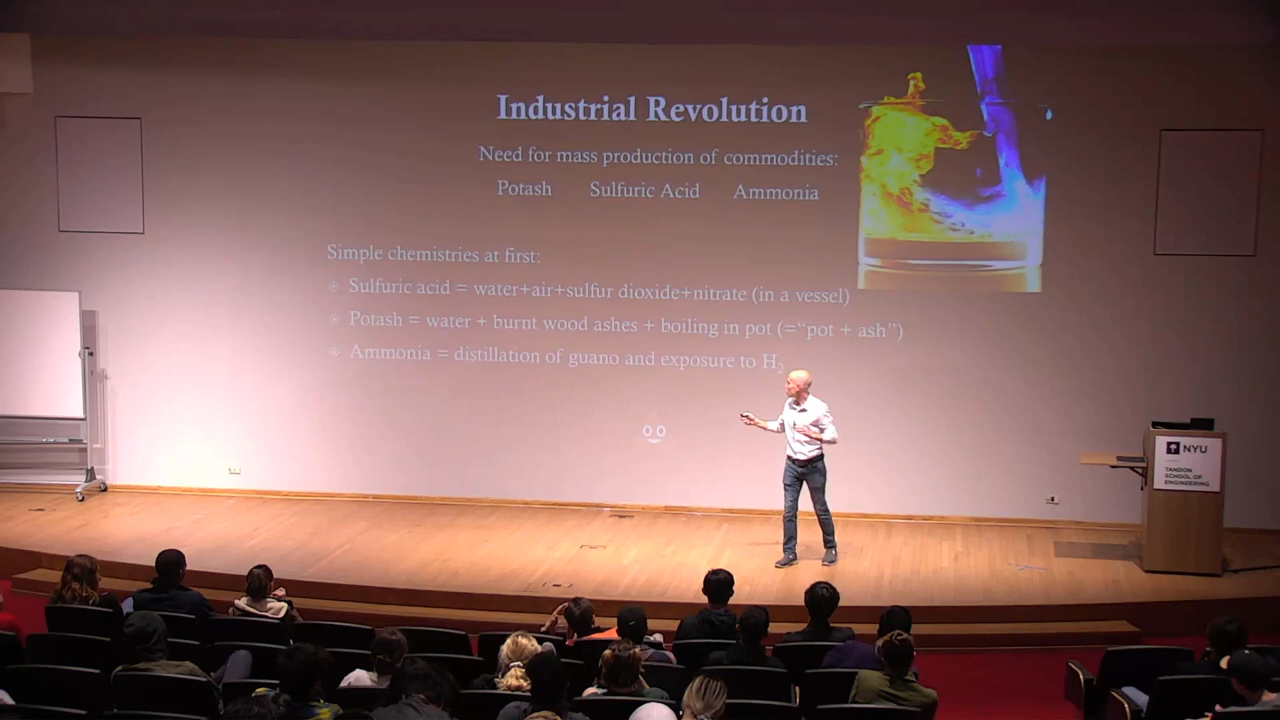 Industrial Revolution
Need for mass production of commodities:
Potash Sulfuric Acid Ammonia
Simple chemistries at first:
Sulfuric acid = water+air+sulfur dioxide+nitrate (in a vessel)
Potash = water + burnt wood ashes + boiling in pot (=“pot + ash”)
Ammonia = distillation of guano and exposure to H₂
NYU
TANDON
SCHOOL OF
ENGINEERING